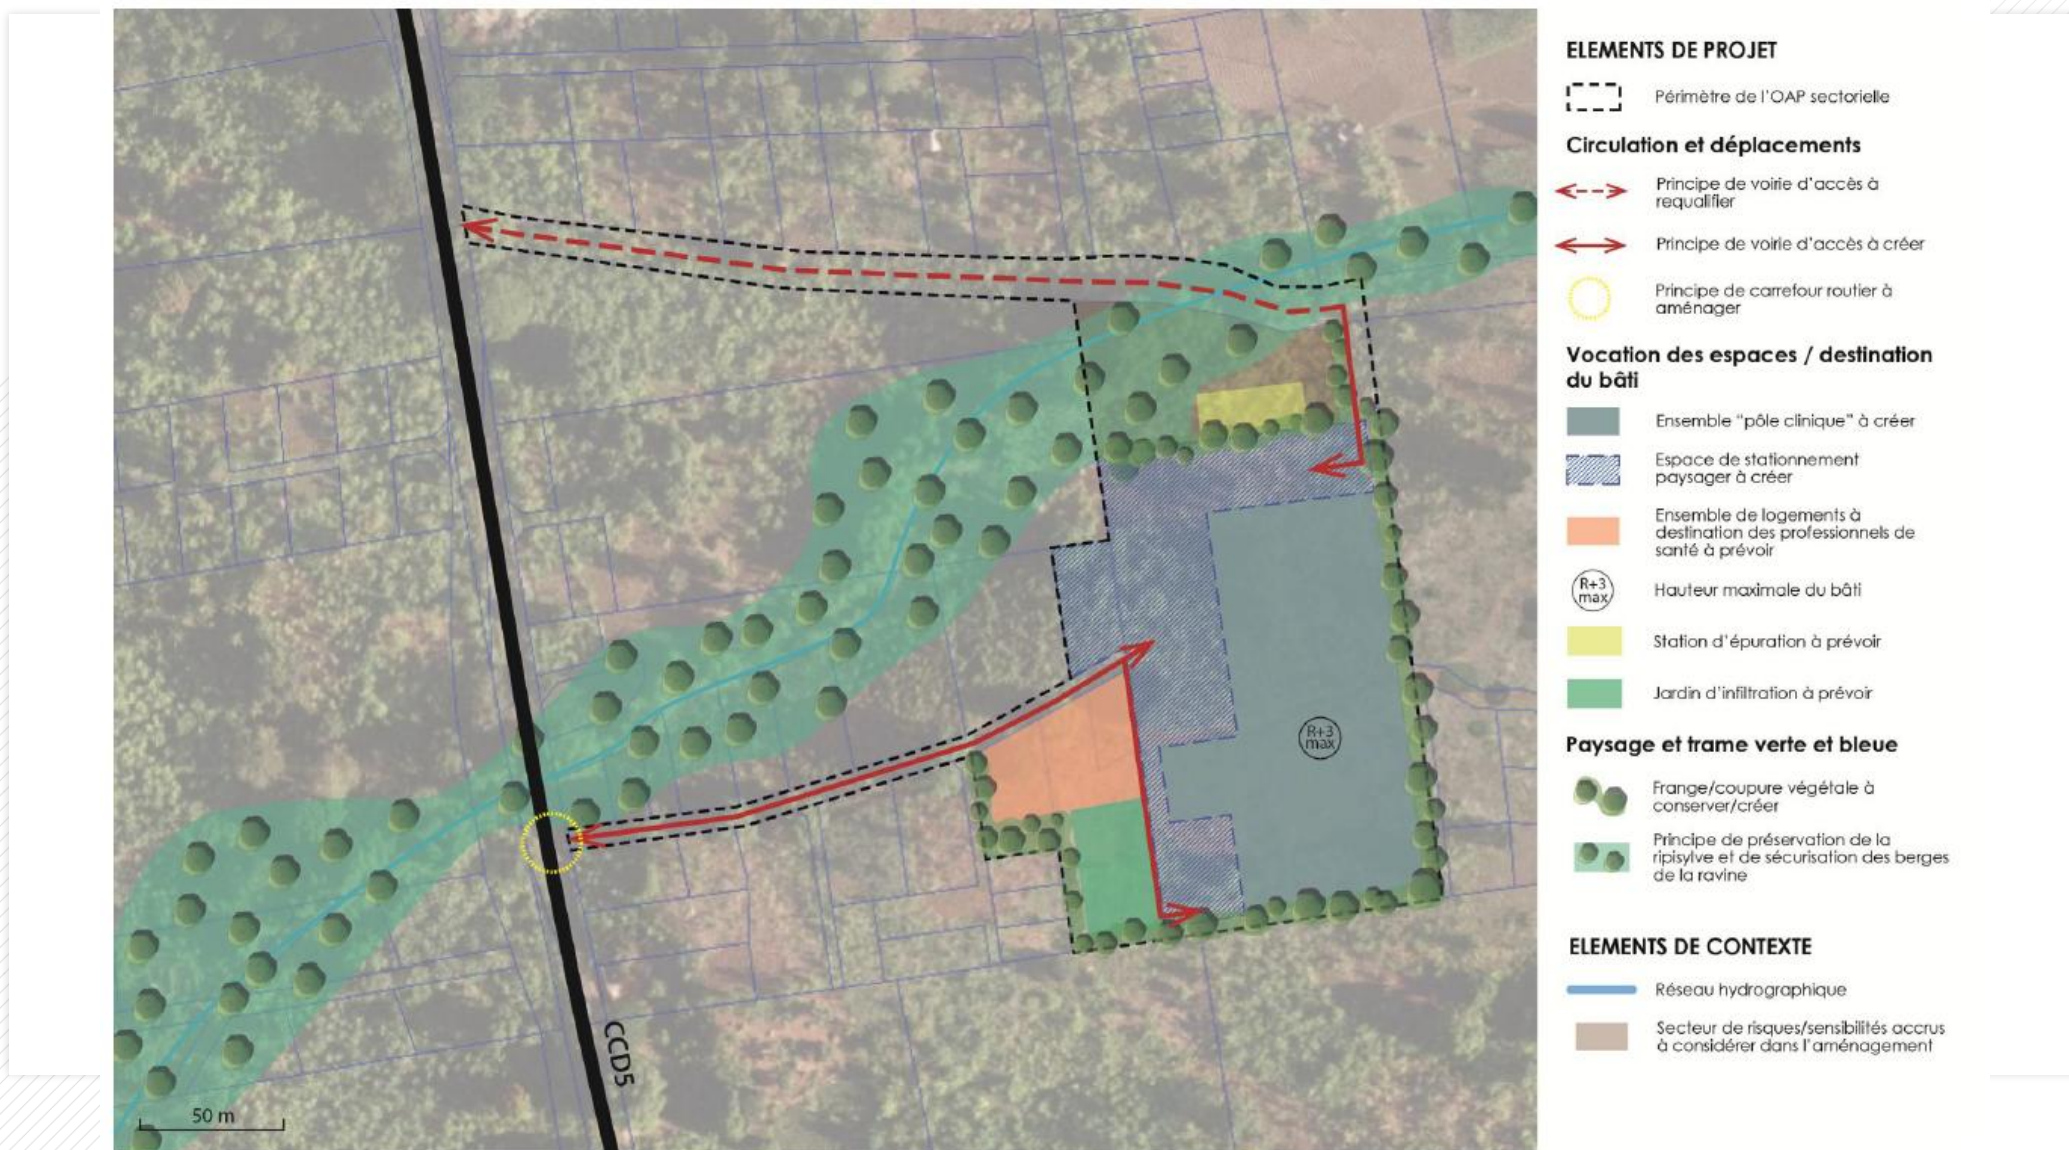 ELEMENTS DE PROJET
Périmètre de l'OAP sectorielle
Circulation et déplacements
Principe de voirie d'accès à
requalifier
Principe de voirie d'accès à créer
Principe de carrefour routier à
aménager
Vocation des espaces / destination
du bâti
Ensemble "pôle clinique" à créer
Espace de stationnement
paysager à créer
Ensemble de logements à
destination des professionnels de
santé à prévoir
R+3
max
Hauteur maximale du bâti
Station d'épuration à prévoir
Jardin d'infiltration à prévoir
Paysage et trame verte et bleue
Frange/coupure végétale à
conserver/créer
Principe de préservation de la
ripisylve et de sécurisation des berges
de la ravine
ELEMENTS DE CONTEXTE
Réseau hydrographique
Secteur de risques/sensibilités accrus
à considérer dans l'aménagement
R+3
max
CCD5
50 m